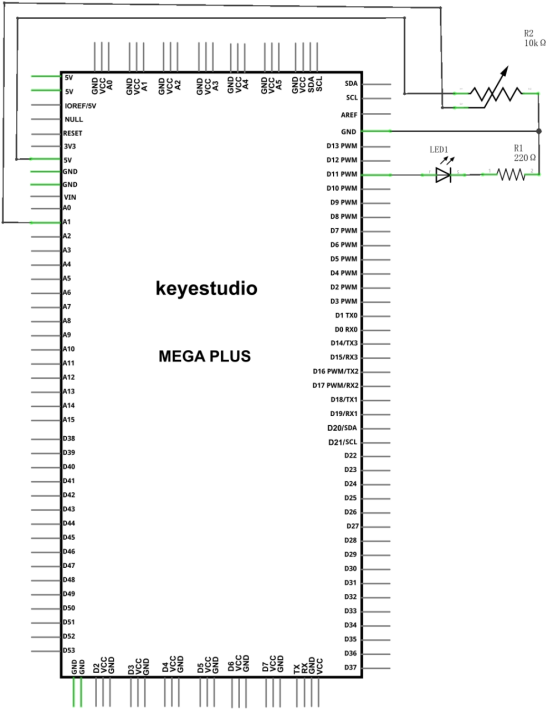 R2
10k Ω
GND
VCC
A0
GND
VCC
A1
GND
VCC
A2
GND
VCC
A3
GND
VCC
A4
GND
VCC
A5
GND
VCC
SDA
SCL
5V
5V
IOREF/5V
NULL
RESET
3V3
5V
GND
GND
VIN
A0
A1
A2
A3
A4
A5
A6
A7
A8
A9
A10
A11
A12
A13
A14
A15
D38
D39
D40
D41
D42
D43
D44
D45
D46
D47
D48
D49
D50
D51
D52
D53
keyestudio
MEGA PLUS
SDA
SCL
AREF
GND
D13 PWM
D12 PWM
D11 PWM
D10 PWM
D9 PWM
D8 PWM
D7 PWM
D6 PWM
D5 PWM
D4 PWM
D2 PWM
D3 PWM
D1 TX0
D0 RX0
D14/TX3
D15/RX3
D16 PWM/TX2
D17 PWM/RX2
D18/TX1
D19/RX1
D20/SDA
D21/SCL
D22
D23
D24
D25
D26
D27
D28
D29
D30
D31
D32
D33
D34
D35
D36
D37
LED1
R1
220 Ω
GND
GND
D2
VCC
GND
D3
VCC
GND
D4
VCC
GND
D5
VCC
GND
D6
VCC
GND
D7
VCC
GND
TX
RX
GND
VCC